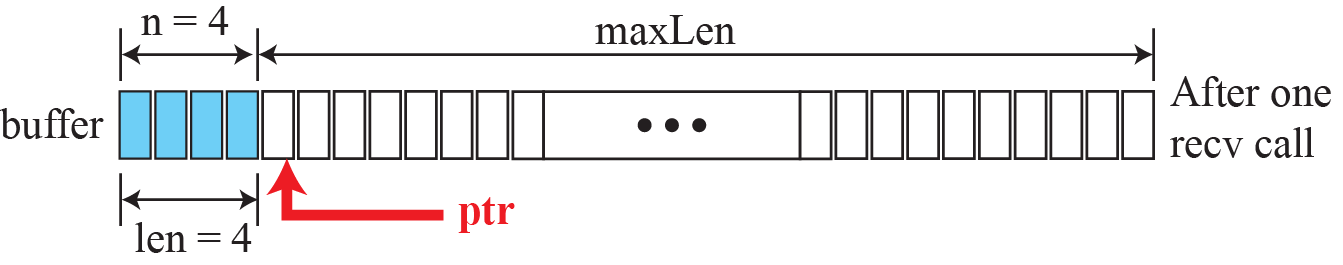 n = 4
maxLen
buffer
•••
After one
recv call
ptr
len = 4